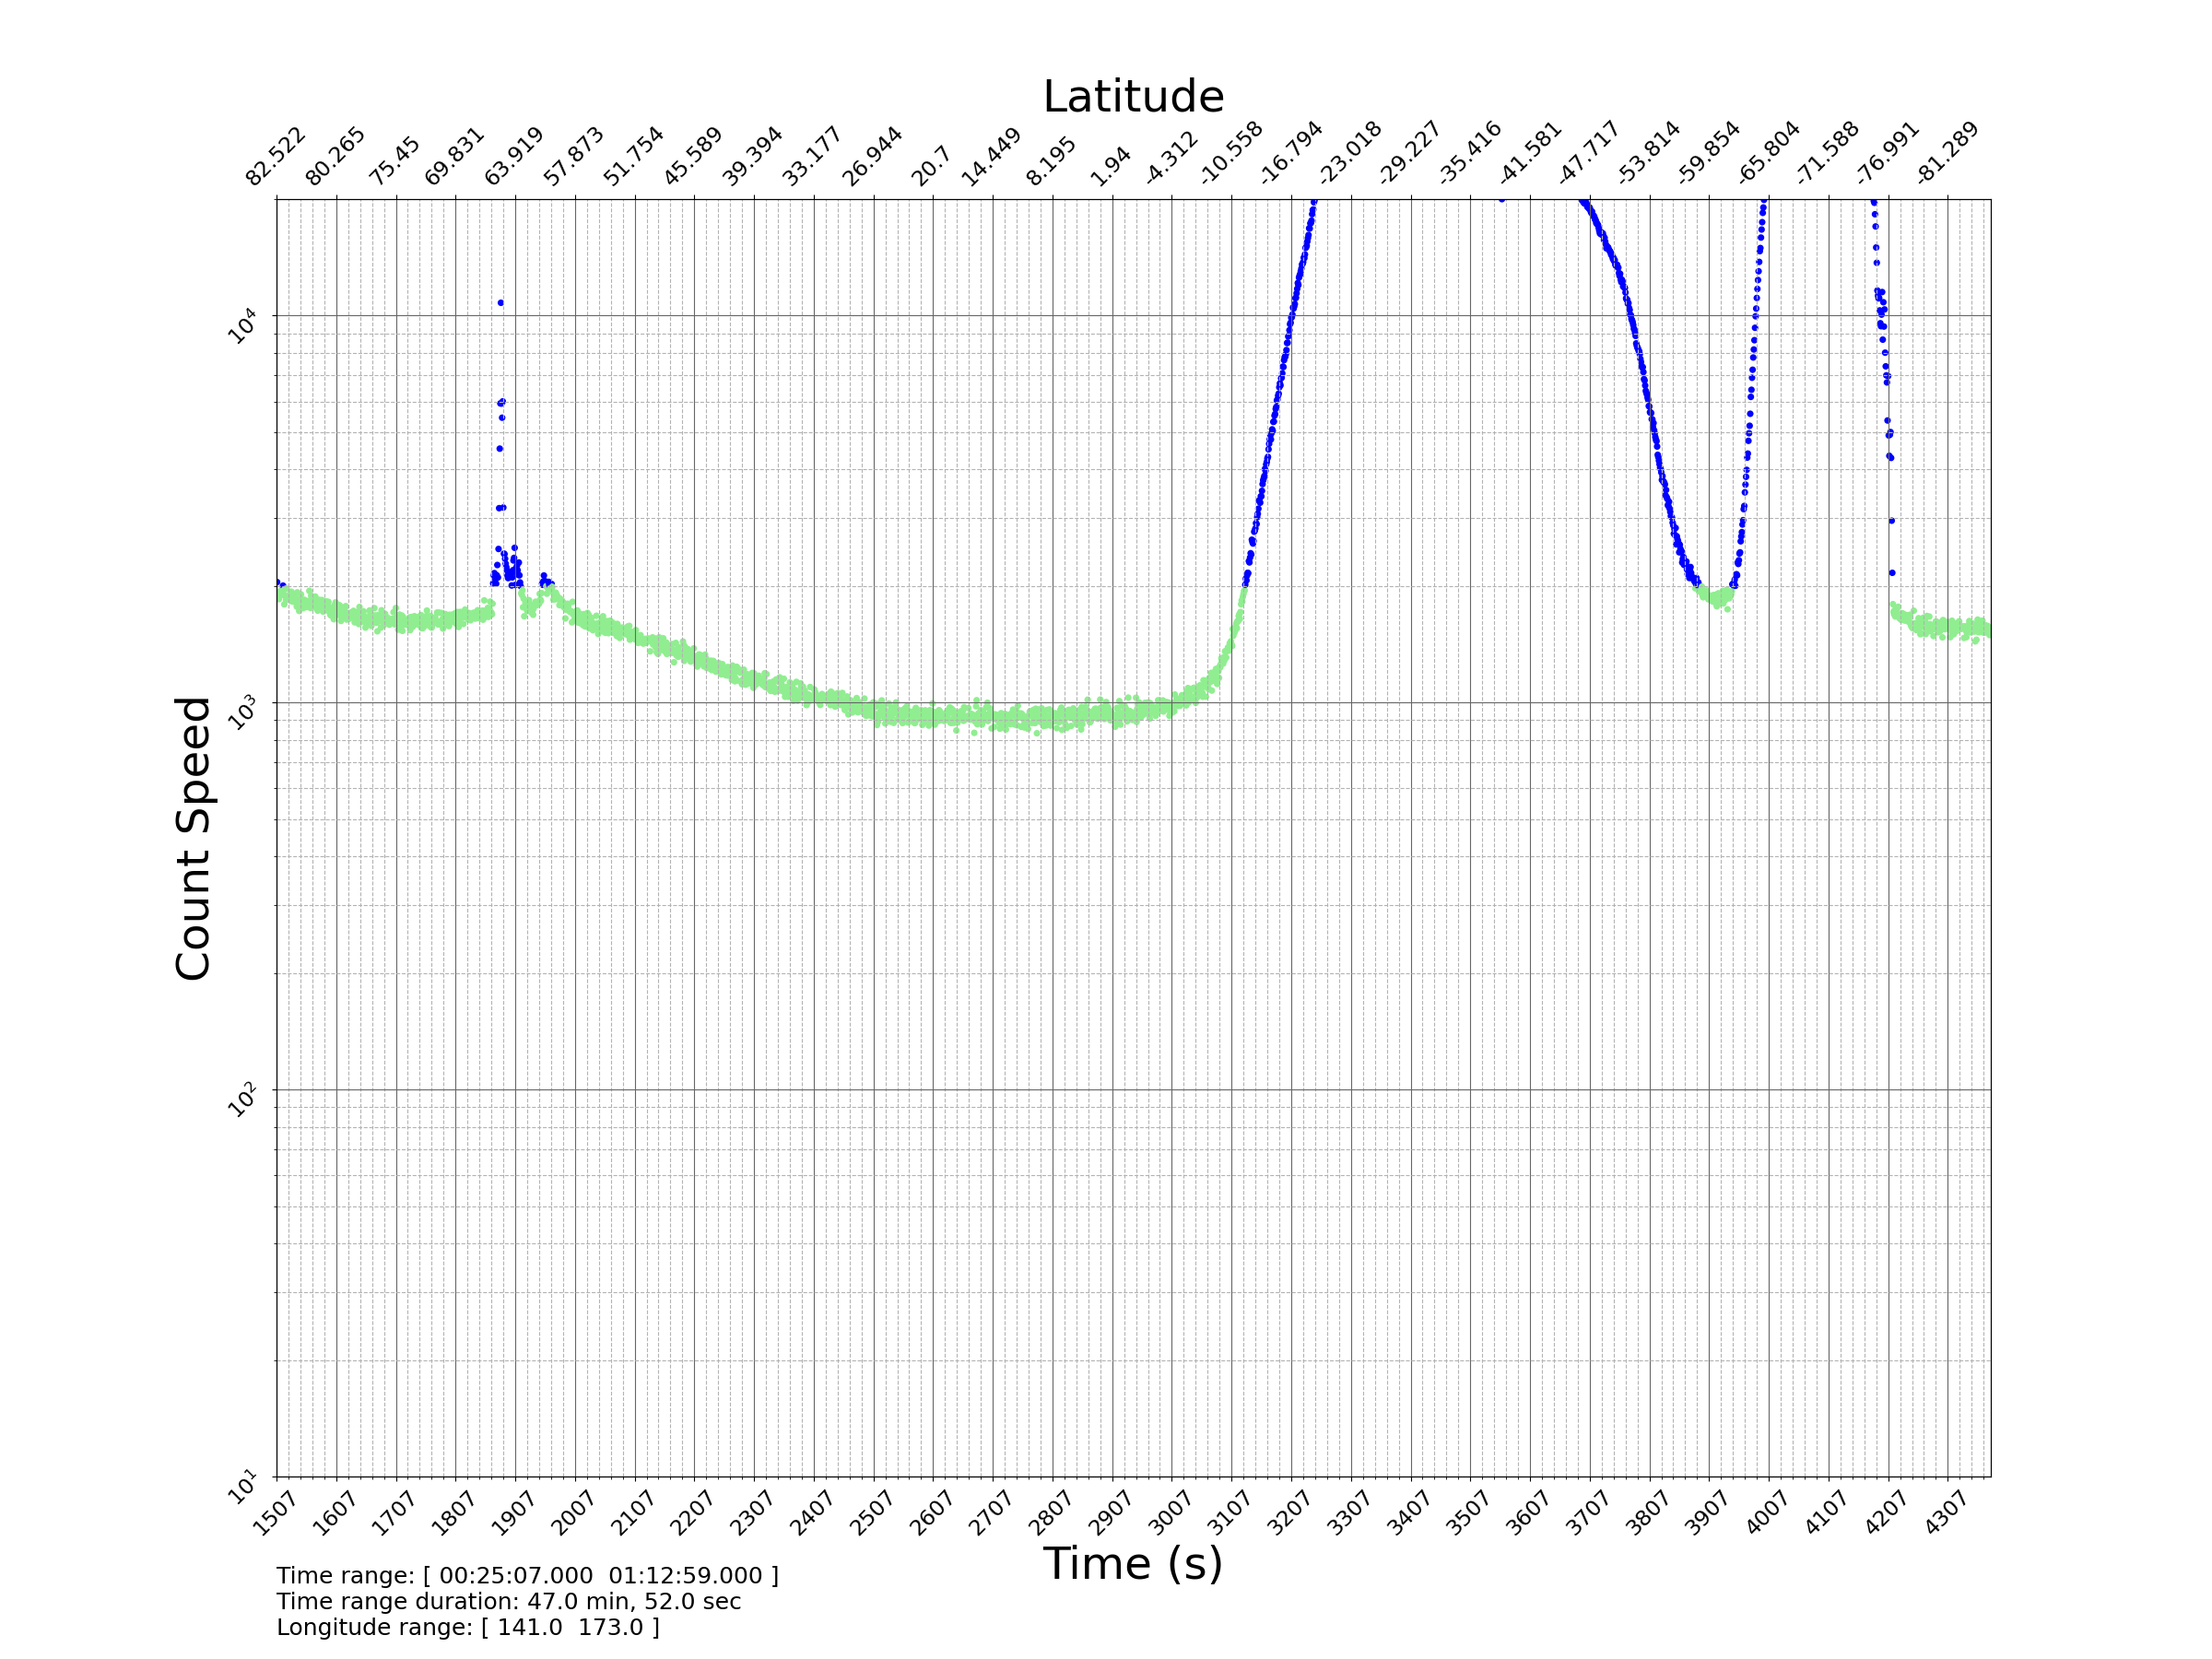 Latitude
82.522 80.265 75.45 69.831 63.919 57.873 51.754 45.589 39.394 33.177 26.944 20.7 14.449 8.195 1.94 -4.312 -10.558 -16.794 -23.018 -29.227 -35.416 -41.581 -47.717 -53.814 -59.854 -65.804 -71.588 -76.991 -81.289
10⁴
10³
Count Speed
10²
10¹
1507 1607 1707 1807 1907 2007 2107 2207 2307 2407 2507 2607 2707 2807 2907 3007 3107 3207 3307 3407 3507 3607 3707 3807 3907 4007 4107 4207 4307
Time (s)
Time range: [ 00:25:07.000  01:12:59.000 ]
Time range duration: 47.0 min, 52.0 sec
Longitude range: [ 141.0  173.0 ]